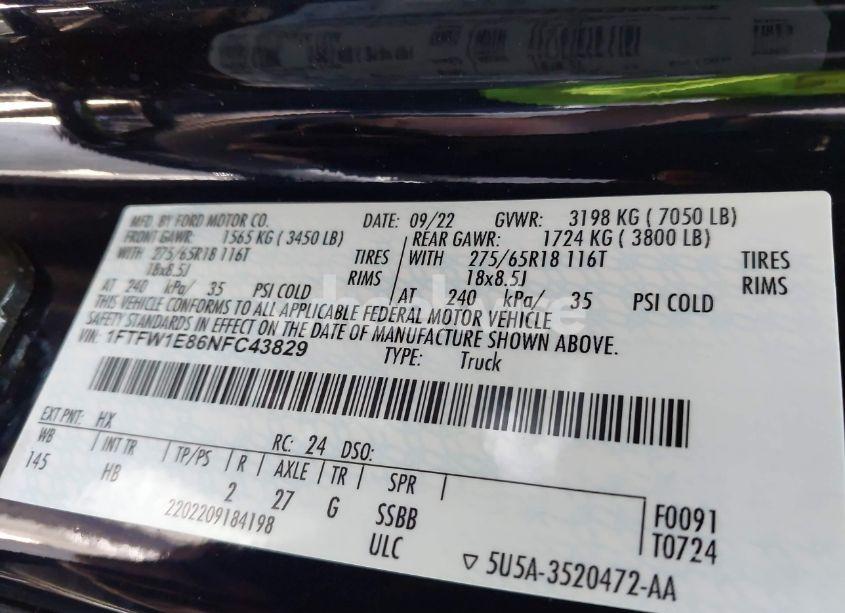 MFD. BY FORD MOTOR CO. DATE: 09/22 GVWR: 3198 KG ( 7050 LB)
FRONT GAWR: 1565 KG ( 3450 LB) REAR GAWR: 1724 KG ( 3800 LB)
WITH 275/65R18 116T TIRES WITH 275/65R18 116T TIRES
18x8.5J RIMS 18x8.5J RIMS
AT 240 kPa/ 35 PSI COLD AT 240 kPa/ 35 PSI COLD
THIS VEHICLE CONFORMS TO ALL APPLICABLE FEDERAL MOTOR VEHICLE
SAFETY STANDARDS IN EFFECT ON THE DATE OF MANUFACTURE SHOWN ABOVE.
VIN: 1FTFW1E86NFC43829 TYPE: Truck
EXT PNT: HX RC: 24 DSO:
WB INT TR TP/PS R AXLE TR SPR
145 HB 2 27 G SSBB
2202209184198 ULC
F0091
T0724
▽ 5U5A-3520472-AA